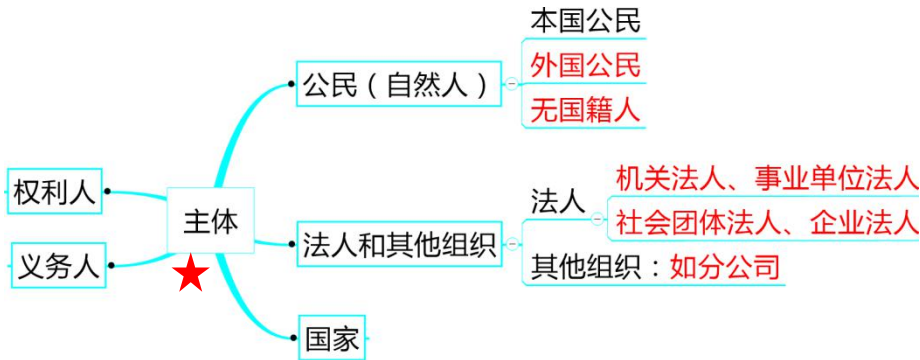 本国公民
外国公民
公民（自然人）
无国籍人
权利人
主体
义务人
法人和其他组织
法人
机关法人、事业单位法人
社会团体法人、企业法人
其他组织：如分公司
国家